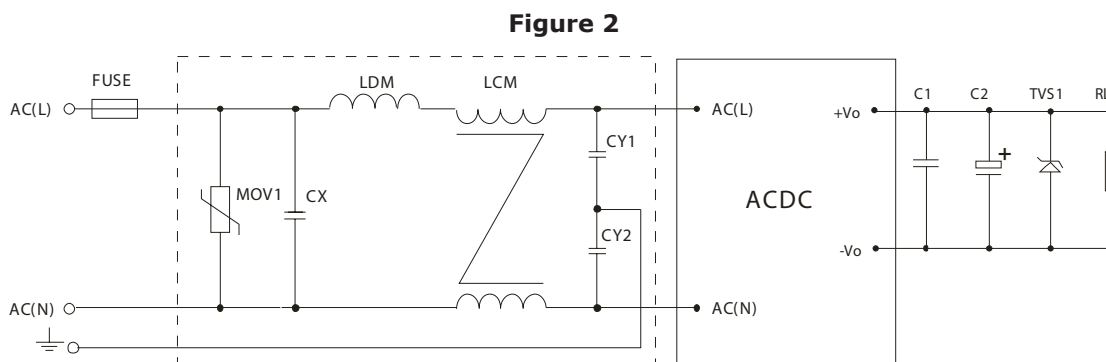 Figure 2
FUSE
LDM
LCM
AC(L)
AC(L)
+Vo
C1
C2
TVS1
RL
+
CY1
MOV1
CX
ACDC
CY2
-Vo
AC(N)
AC(N)